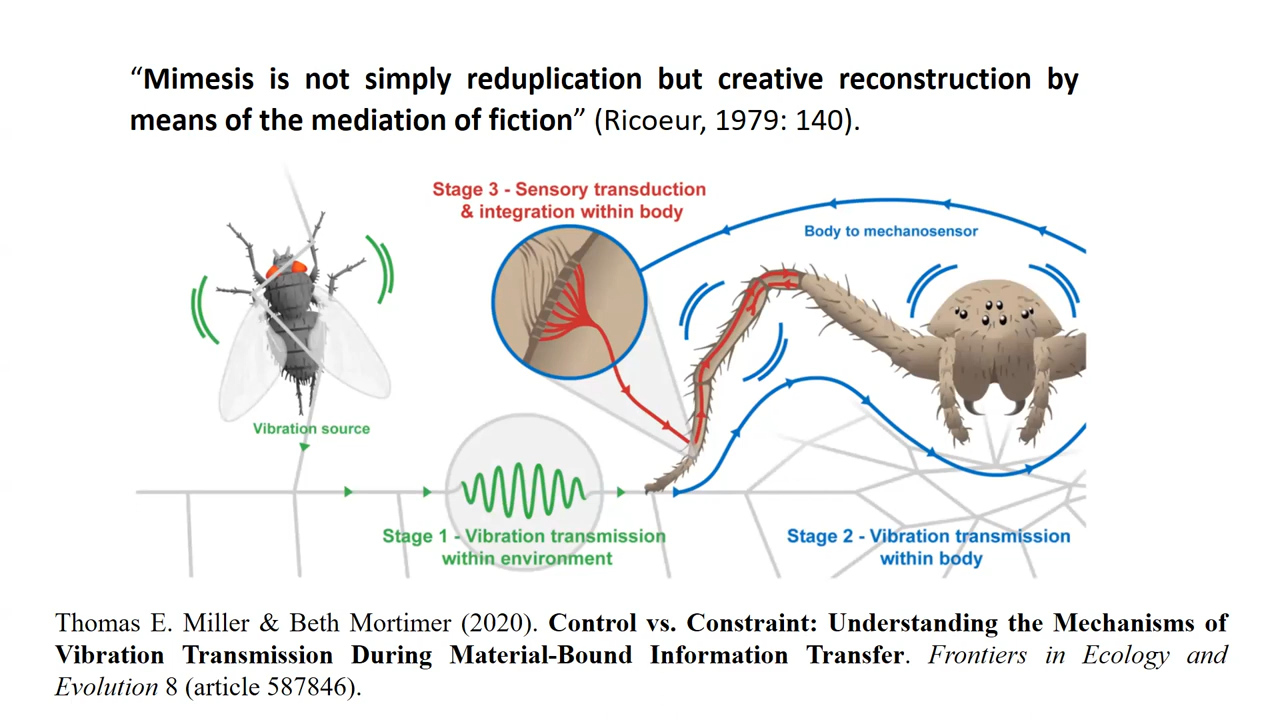 “Mimesis is not simply reduplication but creative reconstruction by
means of the mediation of fiction” (Ricoeur, 1979: 140).
Stage 3 - Sensory transduction
& integration within body
Body to mechanosensor
Vibration source
Stage 1 - Vibration transmission
within environment
Stage 2 - Vibration transmission
within body
Thomas E. Miller & Beth Mortimer (2020). Control vs. Constraint: Understanding the Mechanisms of
Vibration Transmission During Material-Bound Information Transfer. Frontiers in Ecology and
Evolution 8 (article 587846).